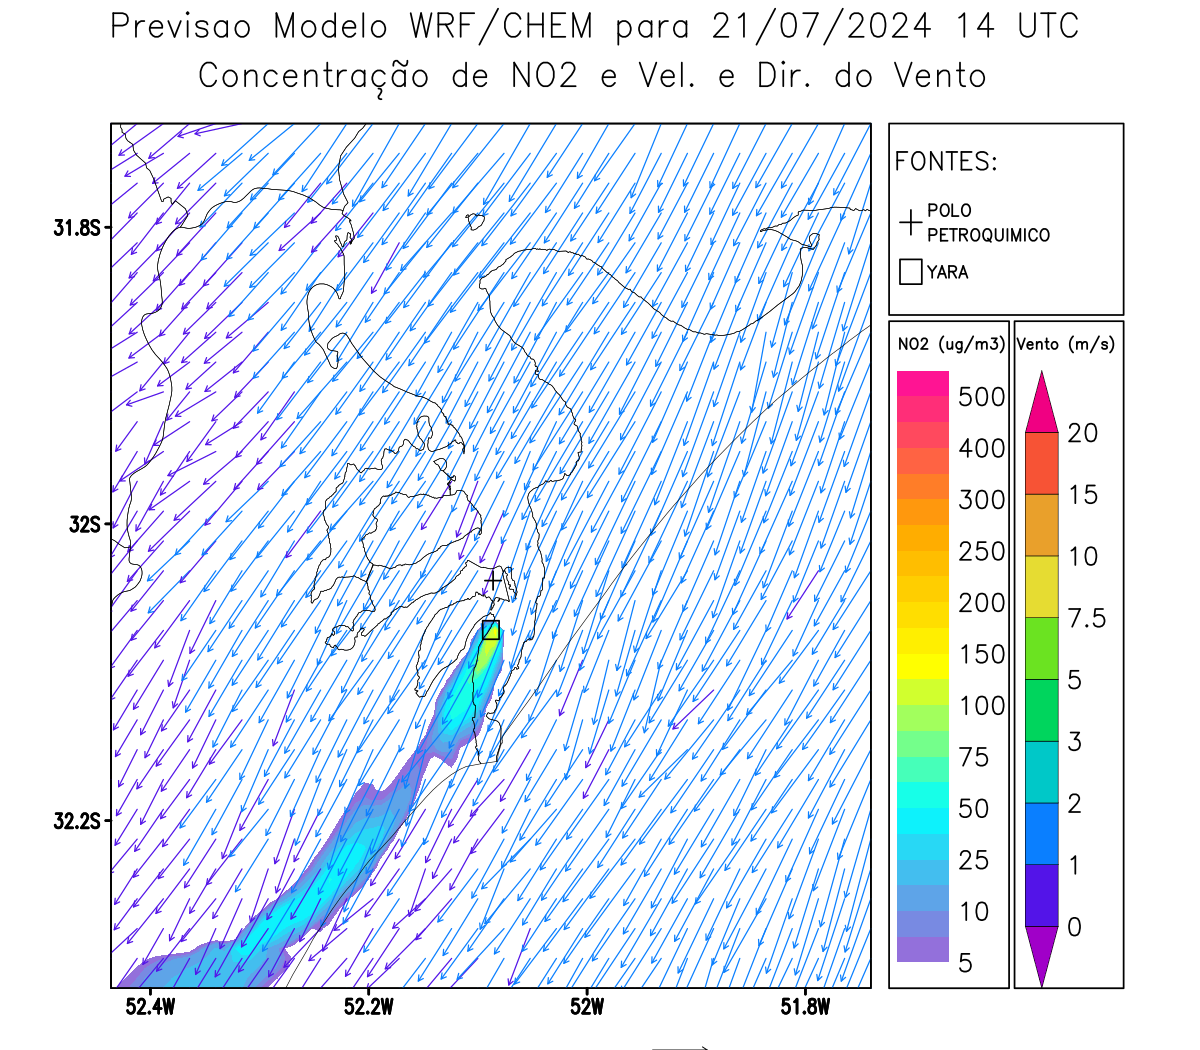 Previsao Modelo WRF/CHEM para 21/07/2024 14 UTC
Concentração de NO2 e Vel. e Dir. do Vento
FONTES:
POLO
PETROQUIMICO
YARA
NO2 (ug/m3)
500
400
300
250
200
150
100
75
50
25
10
5
Vento (m/s)
20
15
10
7.5
5
3
2
1
0
31.8S
32S
32.2S
52.4W
52.2W
52W
51.8W